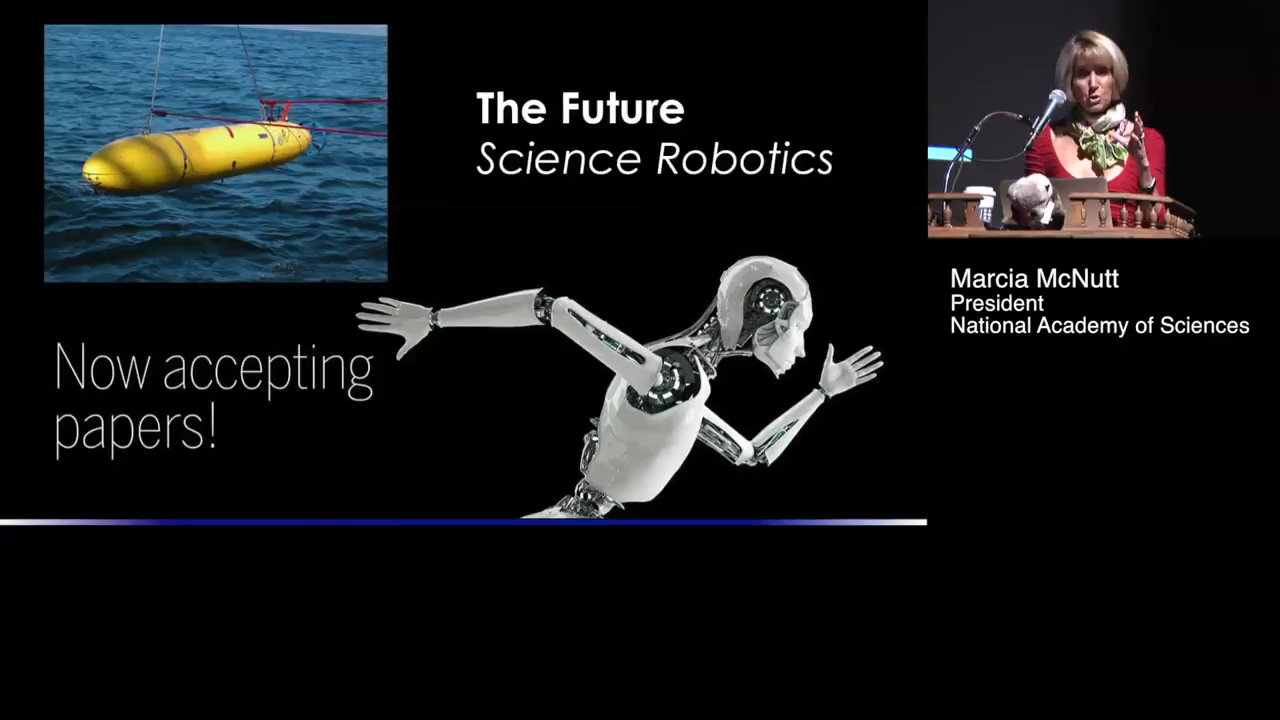 The Future
Science Robotics
Now accepting
papers!
Marcia McNutt
President
National Academy of Sciences